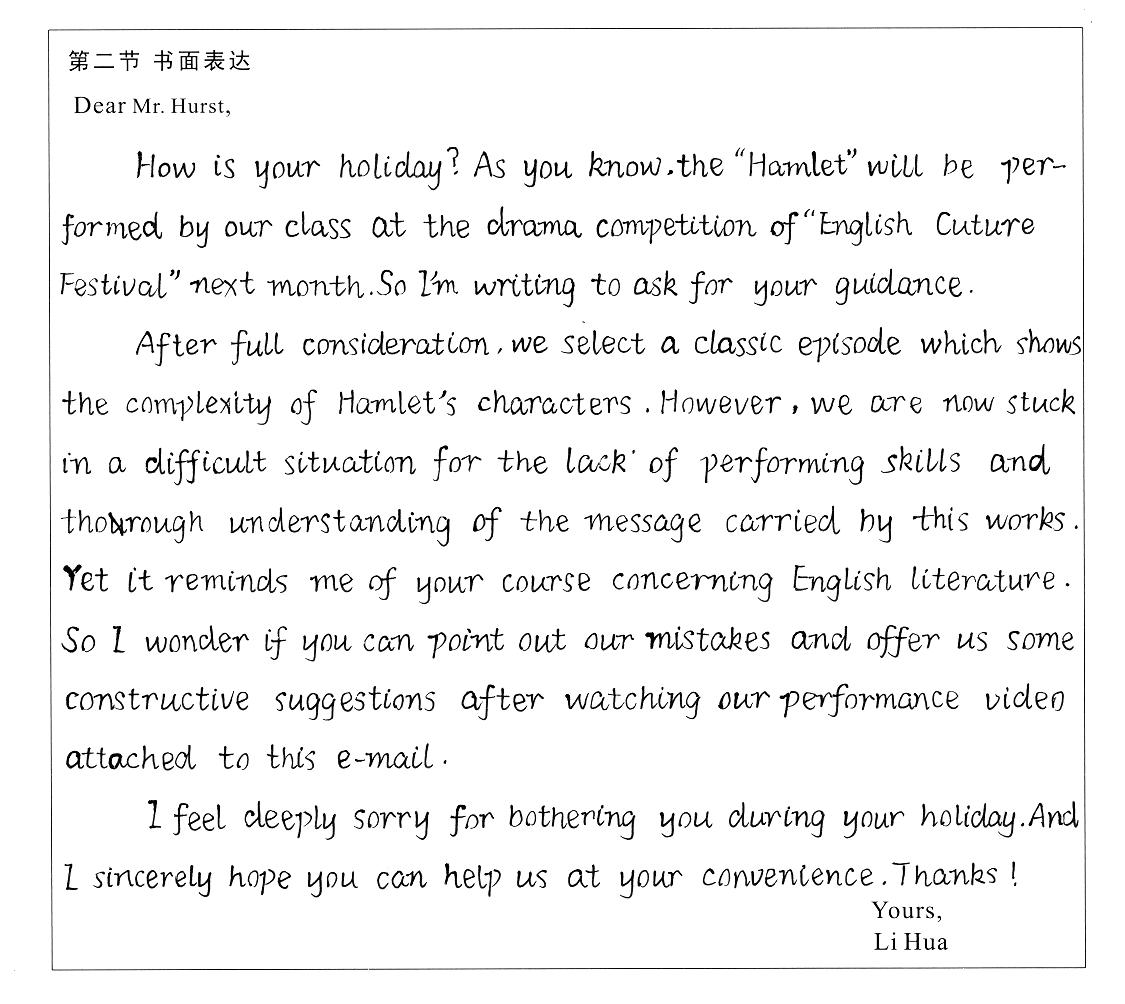 第二节 书面表达
Dear Mr. Hurst,
How is your holiday? As you know, the “Hamlet” will be per-
formed by our class at the drama competition of “English Cuture
Festival” next month. So I'm writing to ask for your guidance.
After full consideration, we select a classic episode which shows
the complexity of Hamlet's characters. However, we are now stuck
in a difficult situation for the lack of performing skills and
thorough understanding of the message carried by this works.
Yet it reminds me of your course concerning English literature.
So I wonder if you can point out our mistakes and offer us some
constructive suggestions after watching our performance video
attached to this e-mail.
I feel deeply sorry for bothering you during your holiday. And
I sincerely hope you can help us at your convenience. Thanks!
Yours,
Li Hua